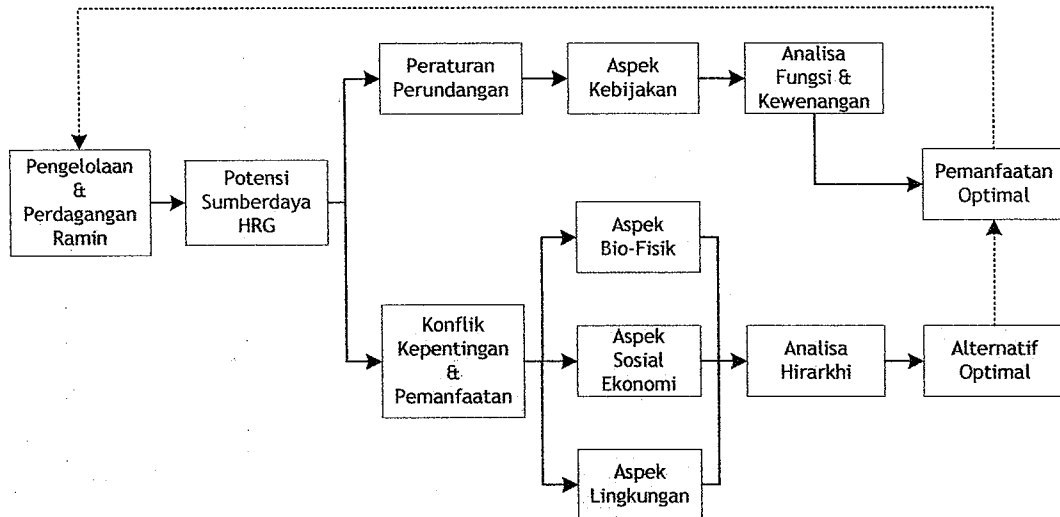 Peraturan
Perundangan
Aspek
Kebijakan
Analisa
Fungsi &
Kewenangan
Pengelolaan
&
Perdagangan
Ramin
Potensi
Sumberdaya
HRG
Pemanfaatan
Optimal
Aspek
Bio-Fisik
Konflik
Kepentingan
&
Pemanfaatan
Aspek
Sosial
Ekonomi
Analisa
Hirarkhi
Alternatif
Optimal
Aspek
Lingkungan